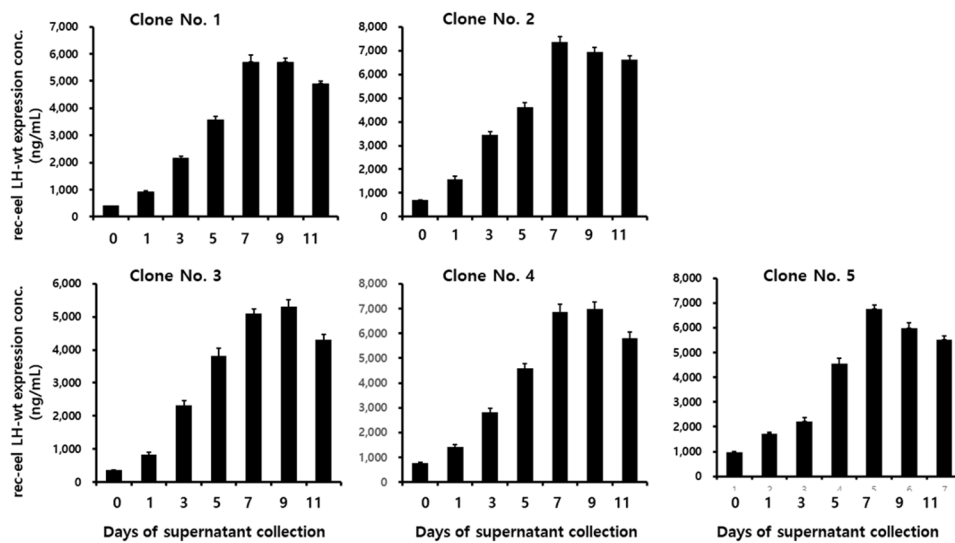 Clone No. 1
rec-eel LH-wt expression conc.
(ng/mL)
7,000
6,000
5,000
4,000
3,000
2,000
1,000
0
0 1 3 5 7 9 11
Clone No. 2
8,000
7,000
6,000
5,000
4,000
3,000
2,000
1,000
0
0 1 3 5 7 9 11
Clone No. 3
rec-eel LH-wt expression conc.
(ng/mL)
6,000
5,000
4,000
3,000
2,000
1,000
0
0 1 3 5 7 9 11
Days of supernatant collection
Clone No. 4
8,000
7,000
6,000
5,000
4,000
3,000
2,000
1,000
0
0 1 3 5 7 9 11
Days of supernatant collection
Clone No. 5
8,000
7,000
6,000
5,000
4,000
3,000
2,000
1,000
0
1 2 3 4 5 6 7
0 1 3 5 7 9 11
Days of supernatant collection